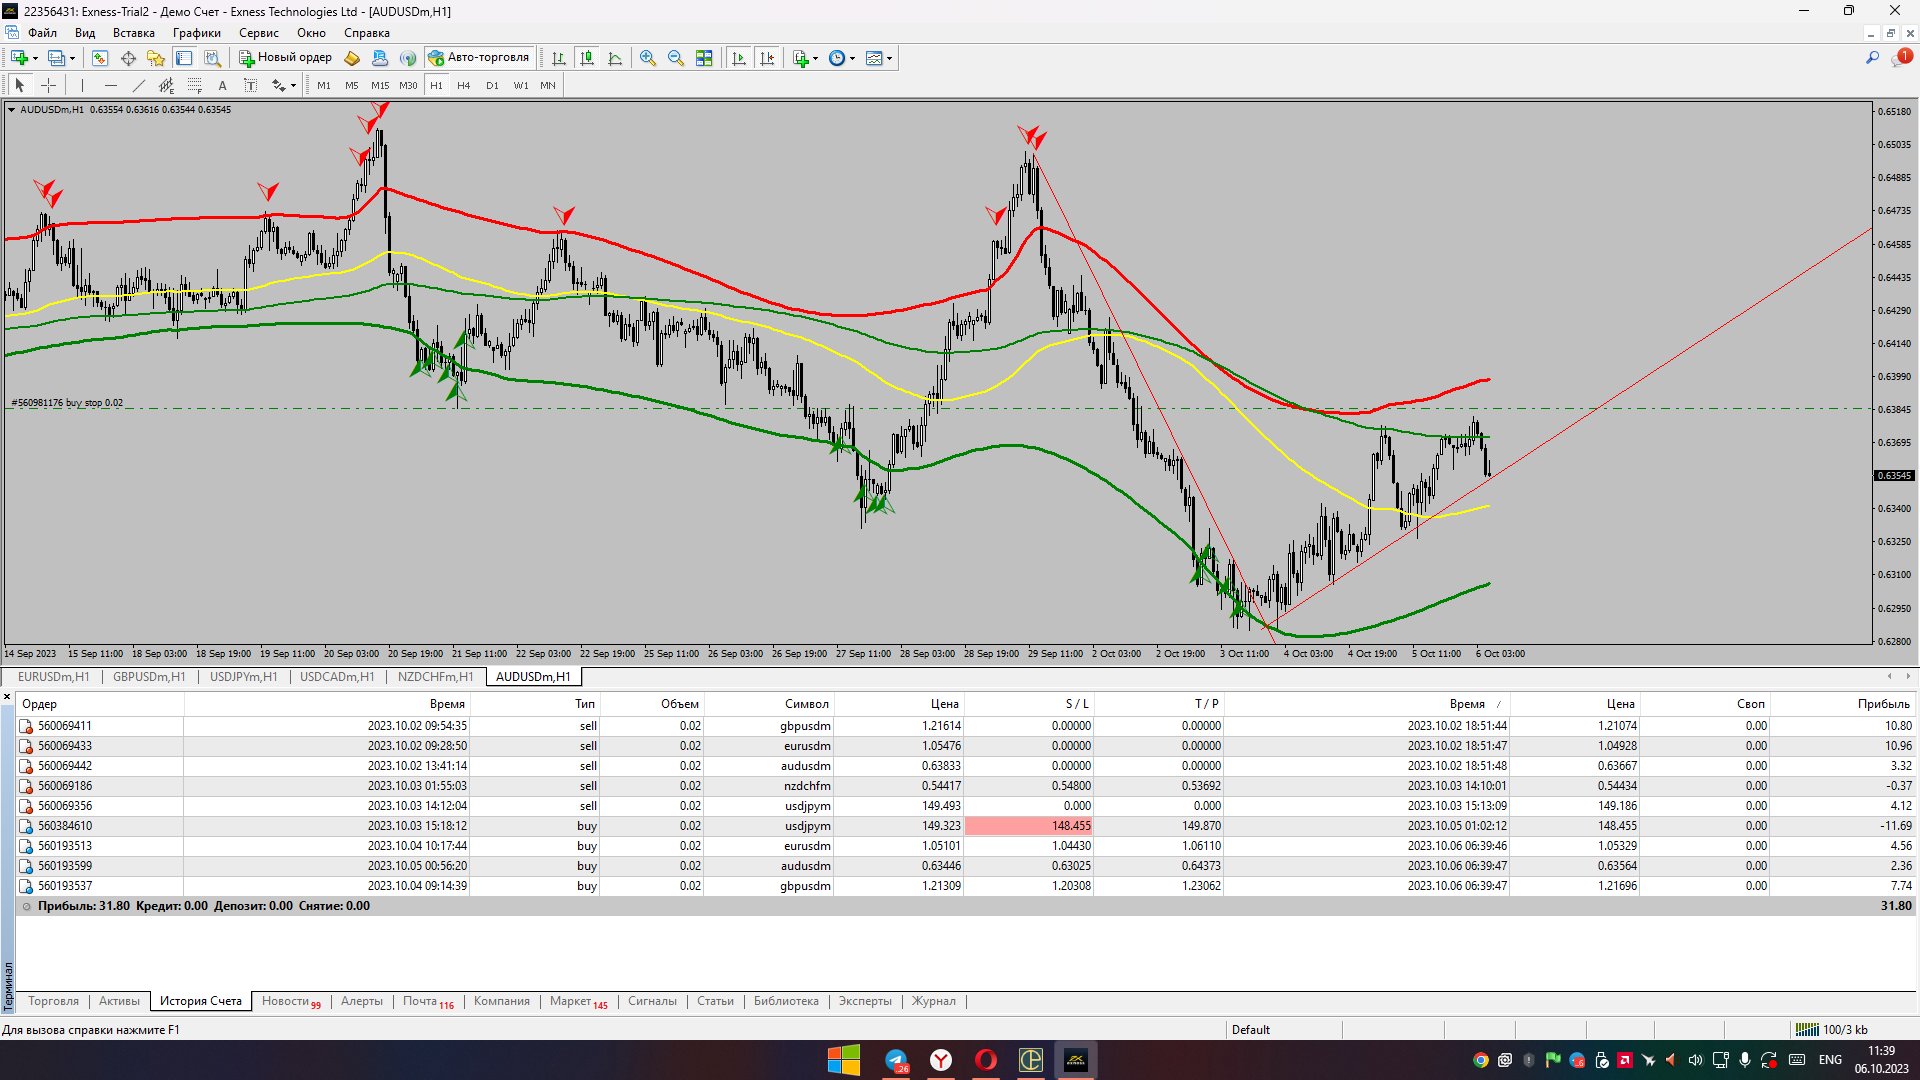 22356431: Exness-Trial2 - Демо Счет - Exness Technologies Ltd - [AUDUSDm,H1]
Файл Вид Вставка Графики Сервис Окно Справка
1
Новый ордер Авто-торговля
A T M1 M5 M15 M30 H1 H4 D1 W1 MN
AUDUSDm,H1 0.63554 0.63616 0.63544 0.63545
0.65180
0.65035
0.64885
0.64735
0.64585
0.64435
0.64290
0.64140
0.63990
#560981176 buy stop 0.02
0.63845
0.63695
0.63545
0.63400
0.63250
0.63100
0.62950
0.62800
14 Sep 2023 15 Sep 11:00 18 Sep 03:00 18 Sep 19:00 19 Sep 11:00 20 Sep 03:00 20 Sep 19:00 21 Sep 11:00 22 Sep 03:00 22 Sep 19:00 25 Sep 11:00 26 Sep 03:00 26 Sep 19:00 27 Sep 11:00 28 Sep 03:00 28 Sep 19:00 29 Sep 11:00 2 Oct 03:00 2 Oct 19:00 3 Oct 11:00 4 Oct 03:00 4 Oct 19:00 5 Oct 11:00 6 Oct 03:00
EURUSDm,H1 GBPUSDm,H1 USDJPYm,H1 USDCADm,H1 NZDCHFm,H1 AUDUSDm,H1
Ордер Время Тип Объем Символ Цена S / L T / P Время / Цена Своп Прибыль
560069411 2023.10.02 09:54:35 sell 0.02 gbpusdm 1.21614 0.00000 0.00000 2023.10.02 18:51:44 1.21074 0.00 10.80
560069433 2023.10.02 09:28:50 sell 0.02 eurusdm 1.05476 0.00000 0.00000 2023.10.02 18:51:47 1.04928 0.00 10.96
560069442 2023.10.02 13:41:14 sell 0.02 audusdm 0.63833 0.00000 0.00000 2023.10.02 18:51:48 0.63667 0.00 3.32
560069186 2023.10.03 01:55:03 sell 0.02 nzdchfm 0.54417 0.54800 0.53692 2023.10.03 14:10:01 0.54434 0.00 -0.37
560069356 2023.10.03 14:12:04 sell 0.02 usdjpym 149.493 0.000 0.000 2023.10.03 15:13:09 149.186 0.00 4.12
560384610 2023.10.03 15:18:12 buy 0.02 usdjpym 149.323 148.455 149.870 2023.10.05 01:02:12 148.455 0.00 -11.69
560193513 2023.10.04 10:17:44 buy 0.02 eurusdm 1.05101 1.04430 1.06110 2023.10.06 06:39:46 1.05329 0.00 4.56
560193599 2023.10.05 00:56:20 buy 0.02 audusdm 0.63446 0.63025 0.64373 2023.10.06 06:39:47 0.63564 0.00 2.36
560193537 2023.10.04 09:14:39 buy 0.02 gbpusdm 1.21309 1.20308 1.23062 2023.10.06 06:39:47 1.21696 0.00 7.74
Прибыль: 31.80 Кредит: 0.00 Депозит: 0.00 Снятие: 0.00 31.80
Терминал
Торговля Активы История Счета Новости 99 Алерты Почта 116 Компания Маркет 145 Сигналы Статьи Библиотека Эксперты Журнал
Для вызова справки нажмите F1 Default 100/3 kb
ENG 11:39
06.10.2023